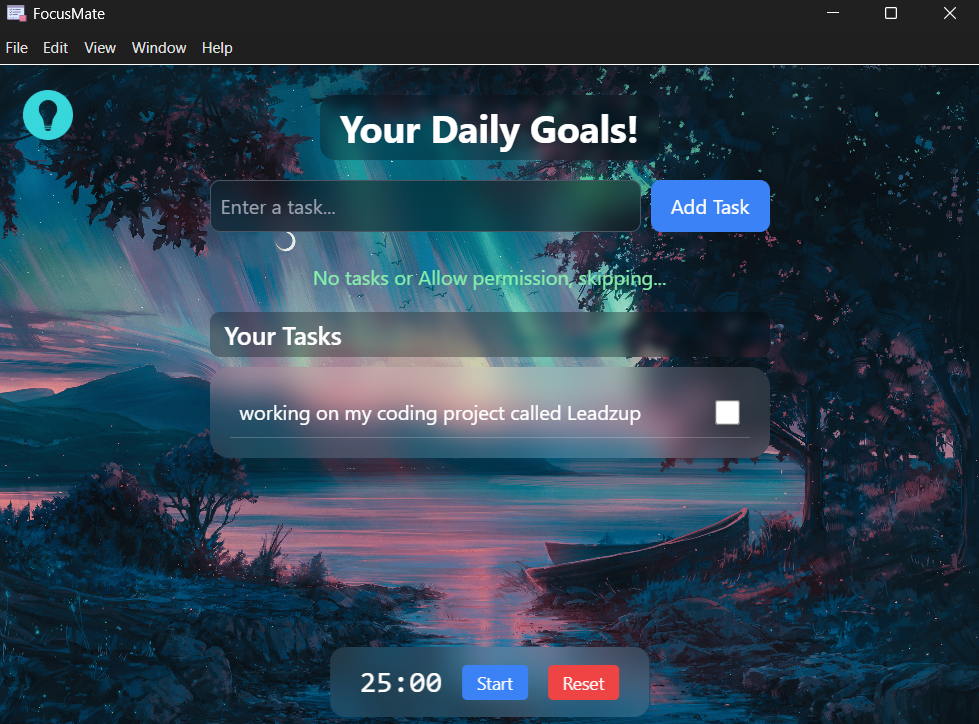 FocusMate
File Edit View Window Help
Your Daily Goals!
Enter a task...
Add Task
No tasks or Allow permission, skipping...
Your Tasks
working on my coding project called Leadzup
25:00 Start Reset